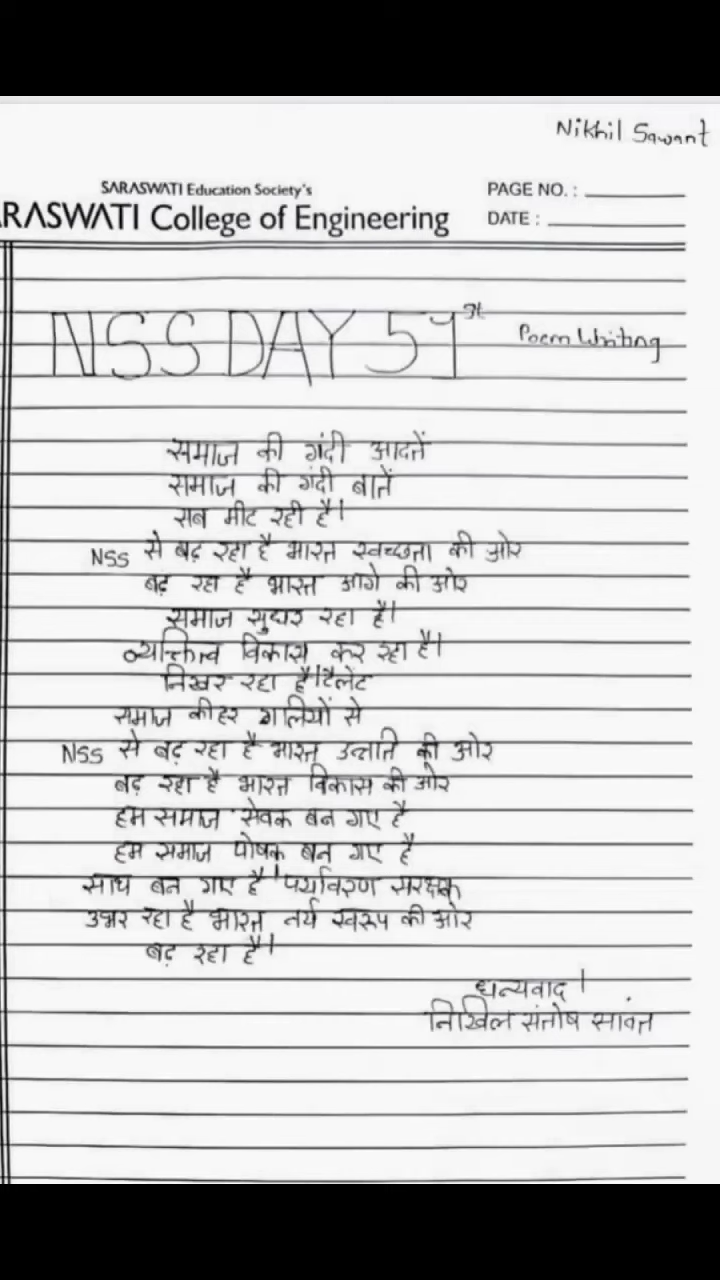 Nikhil Sawant
SARASWATI Education Society's
RASWATI College of Engineering
PAGE NO. :
DATE :
NSS DAY 51st
Poem Writing
समाज की गंदी आदतें
समाज की गंदी बातें
सब मीट रही है।
NSS से बढ़ रहा है भारत स्वच्छता की ओर
बढ़ रहा है भारत आगे की ओर
समाज सुधार रहा है।
व्यक्तित्व विकास कर रहा है।
निखर रहा है। टैलेंट
समाज की हर गलियों से
NSS से बढ़ रहा है भारत उन्नति की ओर
बढ़ रहा है भारत विकास की ओर
हम समाज सेवक बन गए है
हम समाज पोषक बन गए है
साथ बन गए है। पर्यावरण सरक्षक
उभर रहा है भारत नये स्वरूप की ओर
बढ़ रहा है।
धन्यवाद।
निखिल संतोष सावंत